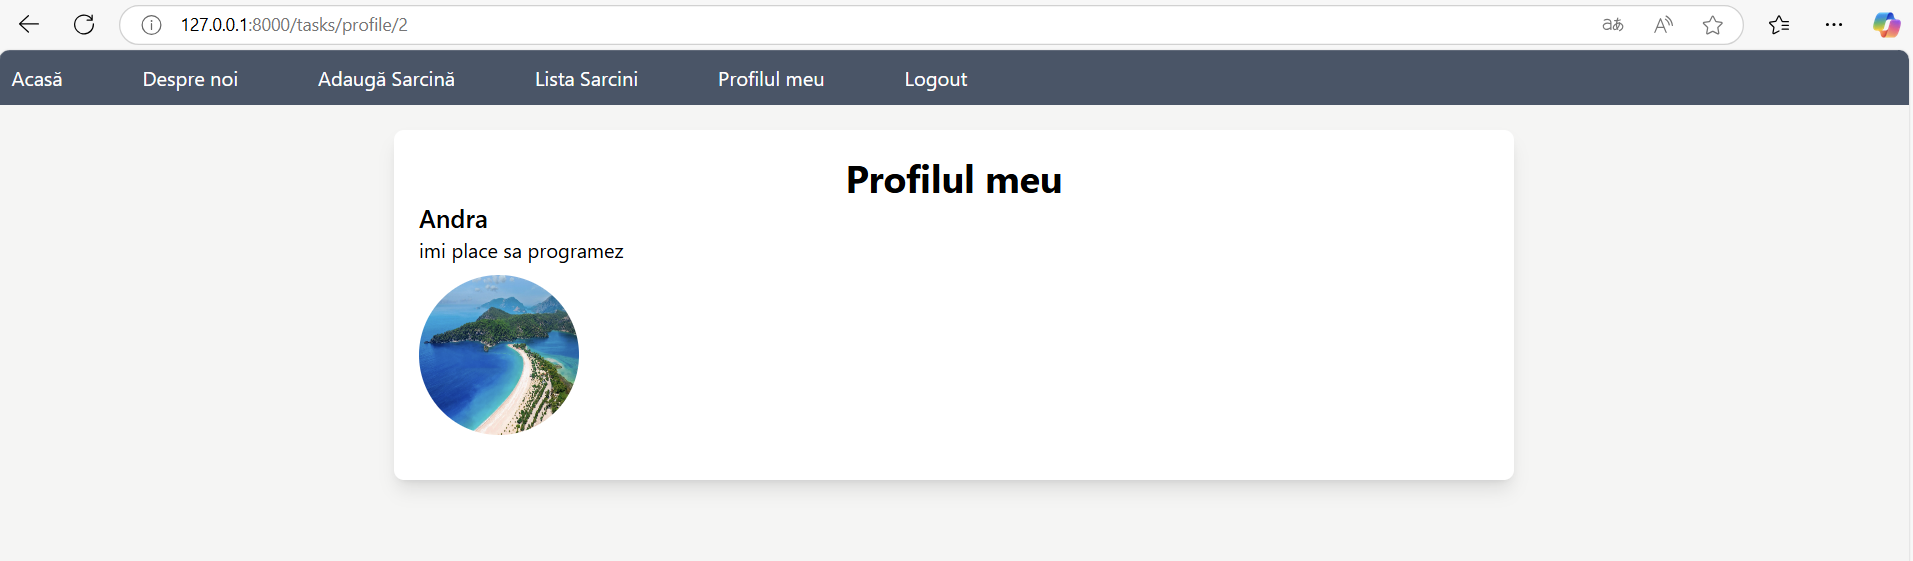 127.0.0.1:8000/tasks/profile/2
Acasă Despre noi Adaugă Sarcină Lista Sarcini Profilul meu Logout
Profilul meu
Andra
imi place sa programez